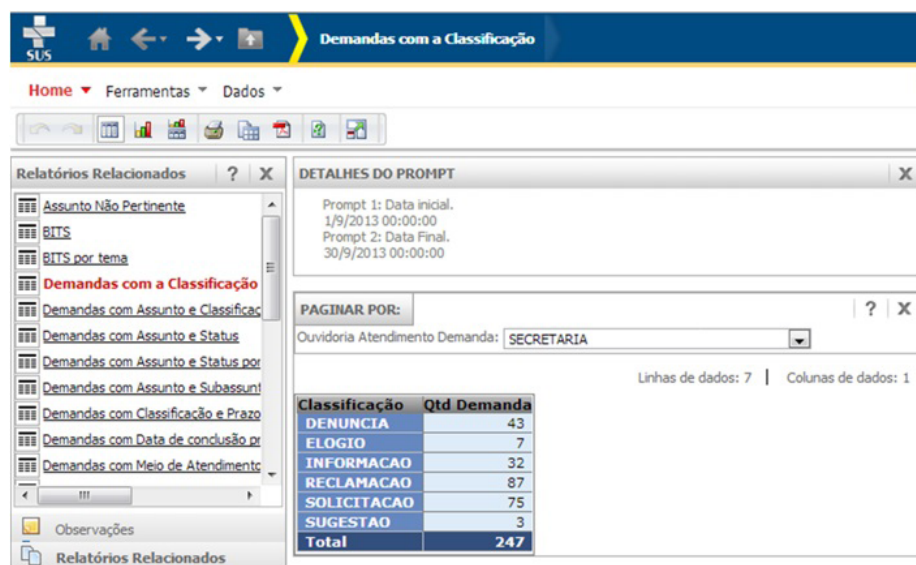 SUS
Demandas com a Classificação
Home Ferramentas Dados
Relatórios Relacionados ? X
Assunto Não Pertinente
BITS
BITS por tema
Demandas com a Classificação
Demandas com Assunto e Classificaç
Demandas com Assunto e Status
Demandas com Assunto e Status por
Demandas com Assunto e Subassunt
Demandas com Classificação e Prazo
Demandas com Data de conclusão pr
Demandas com Meio de Atendimento
Observações
Relatórios Relacionados
DETALHES DO PROMPT X
Prompt 1: Data inicial.
1/9/2013 00:00:00
Prompt 2: Data Final.
30/9/2013 00:00:00
PAGINAR POR: ? X
Ouvidoria Atendimento Demanda: SECRETARIA
Linhas de dados: 7 | Colunas de dados: 1
Classificação Qtd Demanda
DENUNCIA 43
ELOGIO 7
INFORMACAO 32
RECLAMACAO 87
SOLICITACAO 75
SUGESTAO 3
Total 247